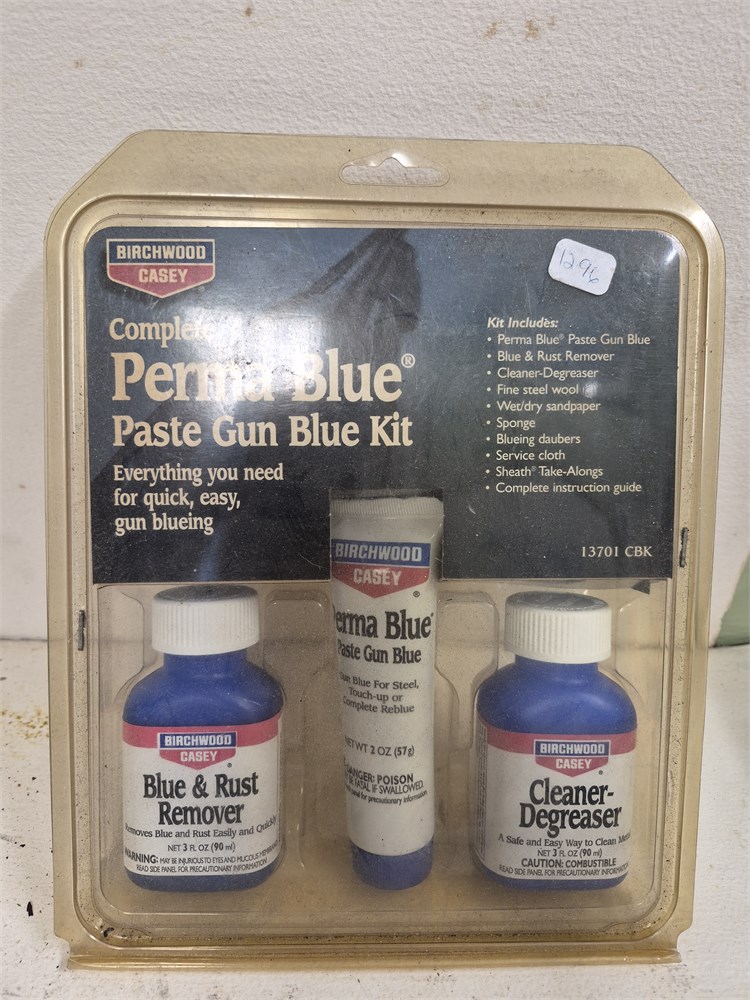 BIRCHWOOD
CASEY
1296
Complete
Perma Blue®
Paste Gun Blue Kit
Everything you need
for quick, easy,
gun blueing
Kit Includes:
• Perma Blue® Paste Gun Blue
• Blue & Rust Remover
• Cleaner-Degreaser
• Fine steel wool
• Wet/dry sandpaper
• Sponge
• Blueing daubers
• Service cloth
• Sheath® Take-Alongs
• Complete instruction guide
13701 CBK
BIRCHWOOD
CASEY
Blue & Rust
Remover
Removes Blue and Rust Easily and Quickly
NET 3 FL OZ (90 ml)
WARNING: MAY BE INJURIOUS TO EYES AND MUCOUS MEMBRANES
READ SIDE PANEL FOR PRECAUTIONARY INFORMATION
BIRCHWOOD
CASEY®
erma Blue
Paste Gun Blue
Blue For Steel,
Touch-up or
Complete Reblue
NET WT 2 OZ (57g)
DANGER: POISON
BE FATAL IF SWALLOWED.
panel for precautionary information
BIRCHWOOD
CASEY®
Cleaner-
Degreaser
A Safe and Easy Way to Clean Metal
NET 3 FL OZ (90 ml)
CAUTION: COMBUSTIBLE
READ SIDE PANEL FOR PRECAUTIONARY INFORMATION